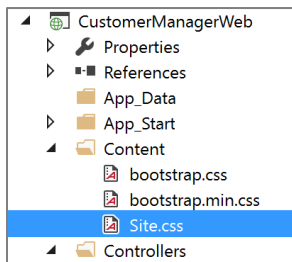 CustomerManagerWeb
Properties
References
App_Data
App_Start
Content
bootstrap.css
bootstrap.min.css
Site.css
Controllers